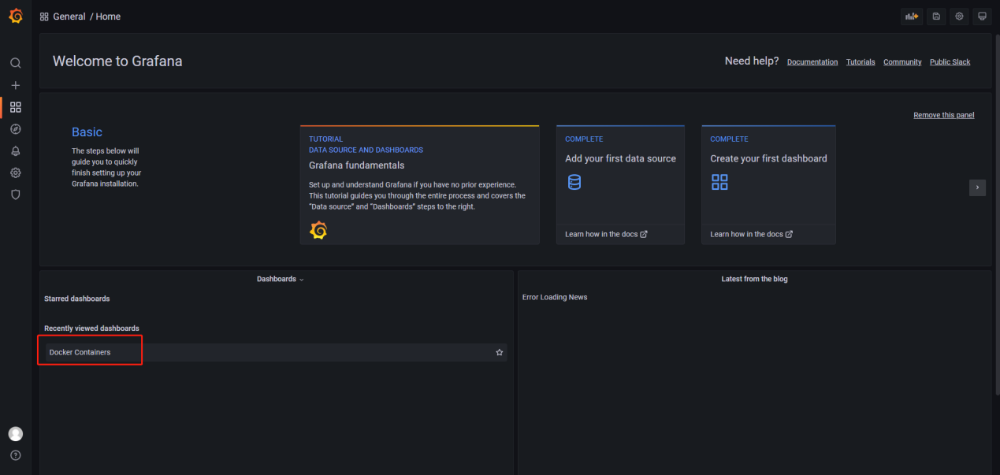 General / Home
Welcome to Grafana
Need help? Documentation Tutorials Community Public Slack
Remove this panel
Basic
The steps below will
guide you to quickly
finish setting up your
Grafana installation.
TUTORIAL
DATA SOURCE AND DASHBOARDS
Grafana fundamentals
Set up and understand Grafana if you have no prior experience.
This tutorial guides you through the entire process and covers the
"Data source" and "Dashboards" steps to the right.
COMPLETE
Add your first data source
Learn how in the docs
COMPLETE
Create your first dashboard
Learn how in the docs
Dashboards
Starred dashboards
Recently viewed dashboards
Docker Containers
Latest from the blog
Error Loading News